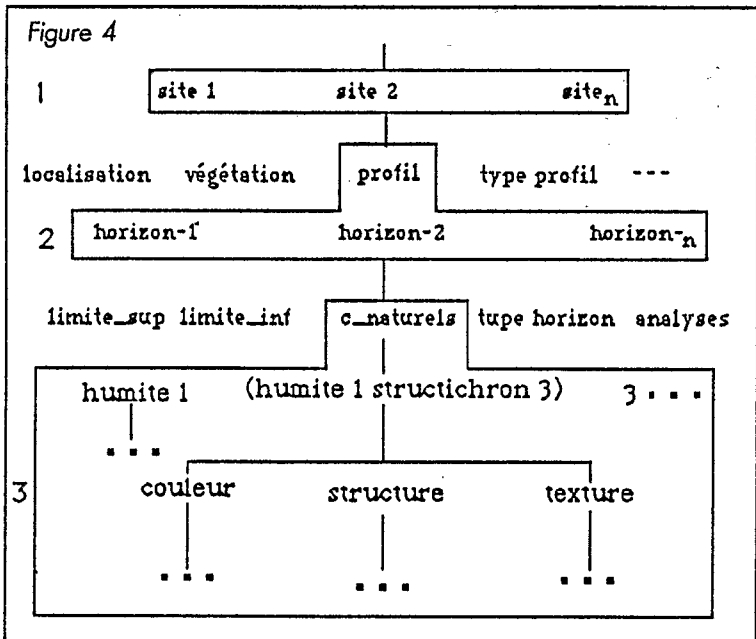 Figure 4
1 site 1 site 2 site n
localisation végétation profil type profil ---
2 horizon-1 horizon-2 horizon-n
limite_sup limite_inf c_naturels tupe horizon analyses
humite 1 (humite 1 structichron 3) 3 ...
...
3 couleur structure texture
... ... ...